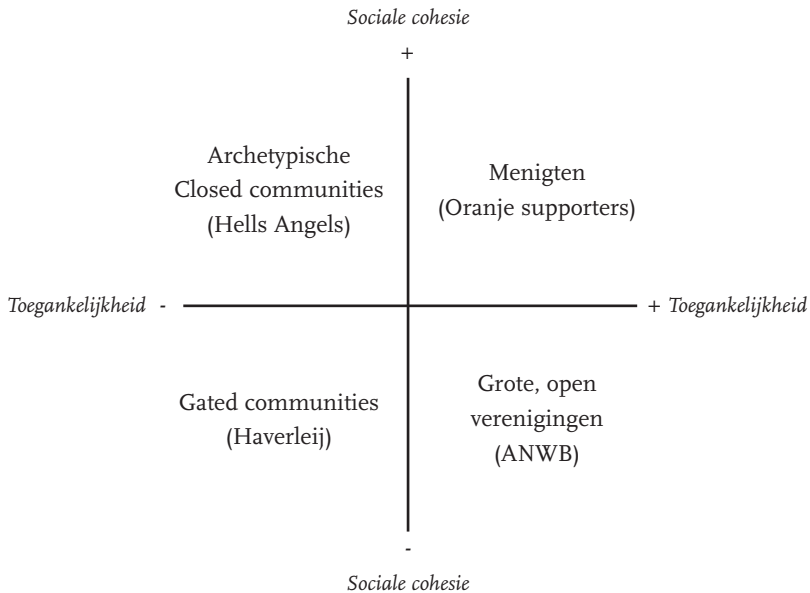 Sociale cohesie
+
Archetypische
Closed communities
(Hells Angels)
Menigten
(Oranje supporters)
Toegankelijkheid -
+ Toegankelijkheid
Gated communities
(Haverleij)
Grote, open
verenigingen
(ANWB)
-
Sociale cohesie